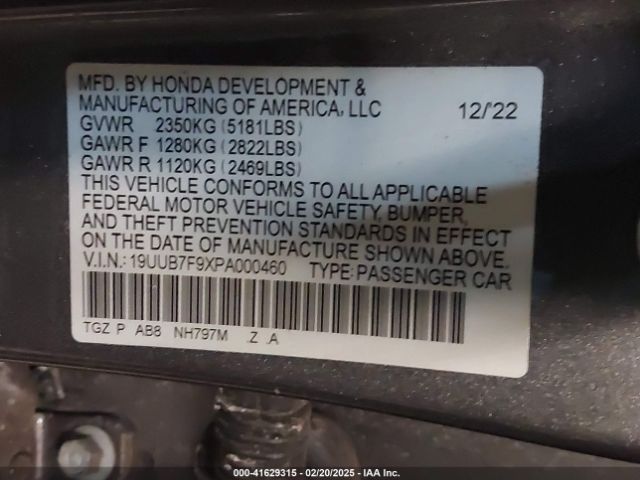 MFD. BY HONDA DEVELOPMENT &
MANUFACTURING OF AMERICA, LLC 12/'22
GVWR 2350KG (5181LBS)
GAWR F 1280KG (2822LBS)
GAWR R 1120KG (2469LBS)
THIS VEHICLE CONFORMS TO ALL APPLICABLE
FEDERAL MOTOR VEHICLE SAFETY, BUMPER,
AND THEFT PREVENTION STANDARDS IN EFFECT
ON THE DATE OF MANUFACTURE SHOWN ABOVE.
V.I.N.: 19UUB7F9XPA000460 TYPE: PASSENGER CAR
TGZ P AB8 NH797M .Z .A
000-41629315 - 02/20/2025 - IAA Inc.